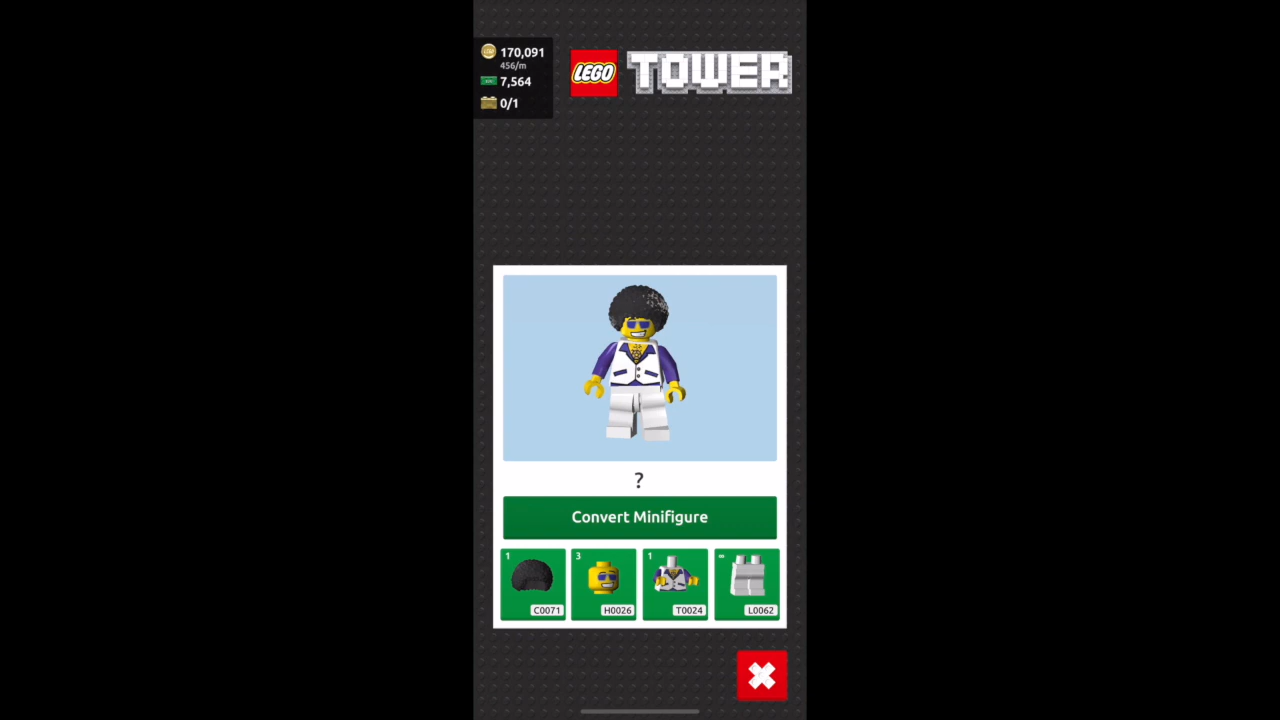 170,091
456/m
7,564
0/1
LEGO TOWER
?
Convert Minifigure
1
C0071
3
H0026
1
T0024
∞
L0062